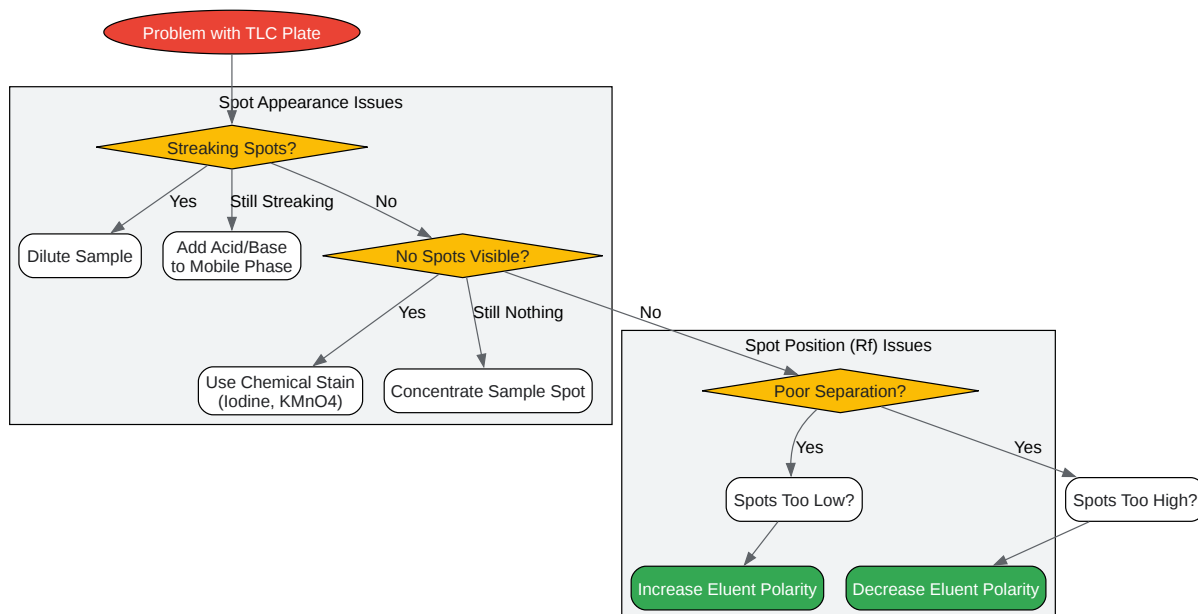 Problem with TLC Plate
Spot Appearance Issues
Streaking Spots?
Yes
Still Streaking
No
Dilute Sample
Add Acid/Base
to Mobile Phase
No Spots Visible?
Yes
Still Nothing
No
Use Chemical Stain
(Iodine, KMnO4)
Concentrate Sample Spot
Spot Position (Rf) Issues
Poor Separation?
Yes
Yes
Spots Too Low?
Spots Too High?
Increase Eluent Polarity
Decrease Eluent Polarity